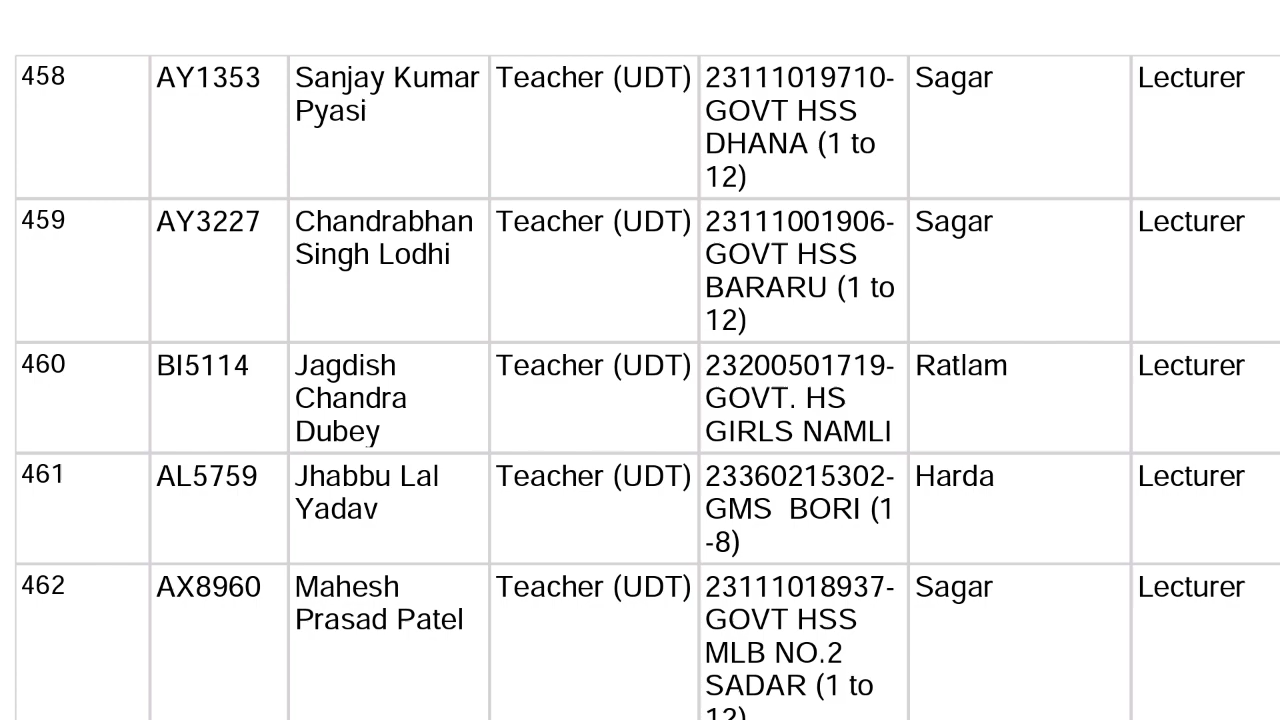 458 AY1353 Sanjay Kumar Teacher (UDT) 23111019710- Sagar Lecturer
Pyasi GOVT HSS
DHANA (1 to
12)
459 AY3227 Chandrabhan Teacher (UDT) 23111001906- Sagar Lecturer
Singh Lodhi GOVT HSS
BARARU (1 to
12)
460 BI5114 Jagdish Teacher (UDT) 23200501719- Ratlam Lecturer
Chandra GOVT. HS
Dubey GIRLS NAMLI
461 AL5759 Jhabbu Lal Teacher (UDT) 23360215302- Harda Lecturer
Yadav GMS  BORI (1
-8)
462 AX8960 Mahesh Teacher (UDT) 23111018937- Sagar Lecturer
Prasad Patel GOVT HSS
MLB NO.2
SADAR (1 to
12)